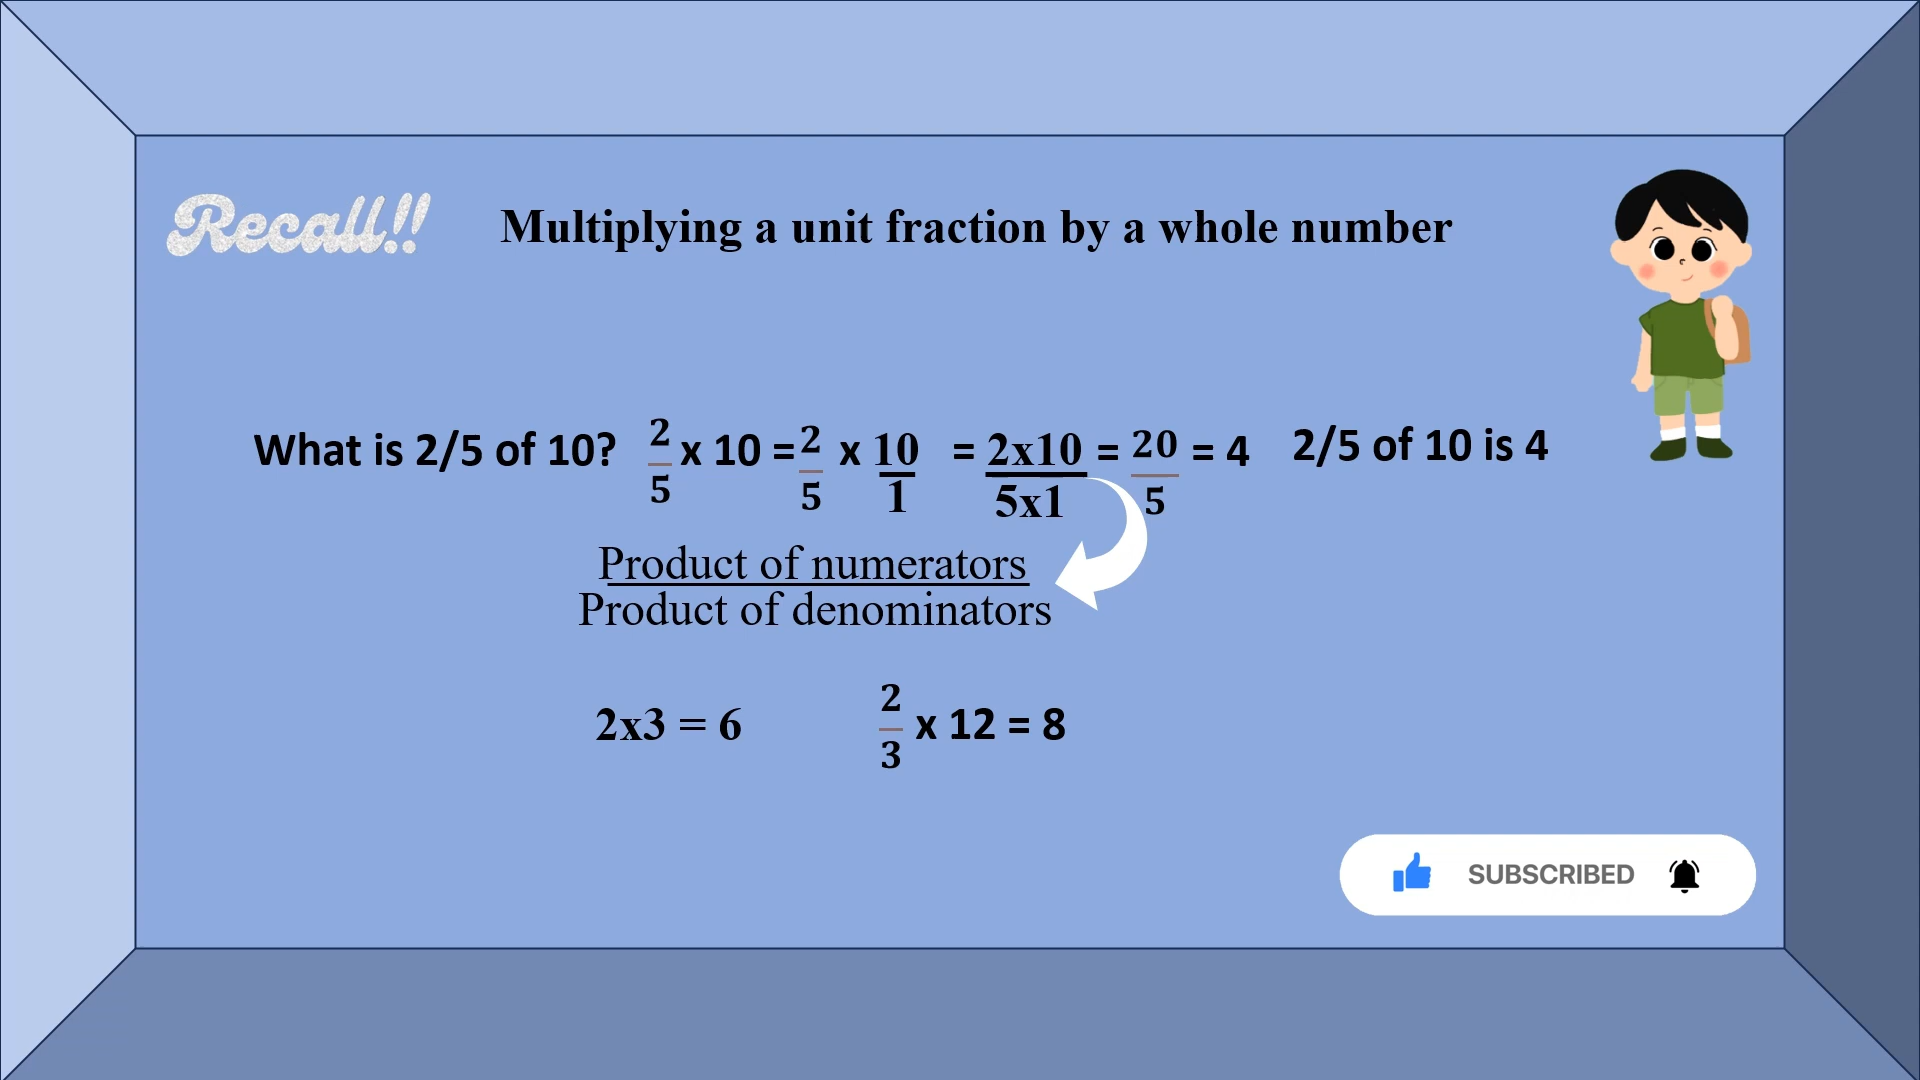 Recall!!
Multiplying a unit fraction by a whole number
What is 2/5 of 10? 2/5 x 10 = 2/5 x 10/1 = 2x10/5x1 = 20/5 = 4 2/5 of 10 is 4
Product of numerators
Product of denominators
2x3 = 6 2/3 x 12 = 8
SUBSCRIBED